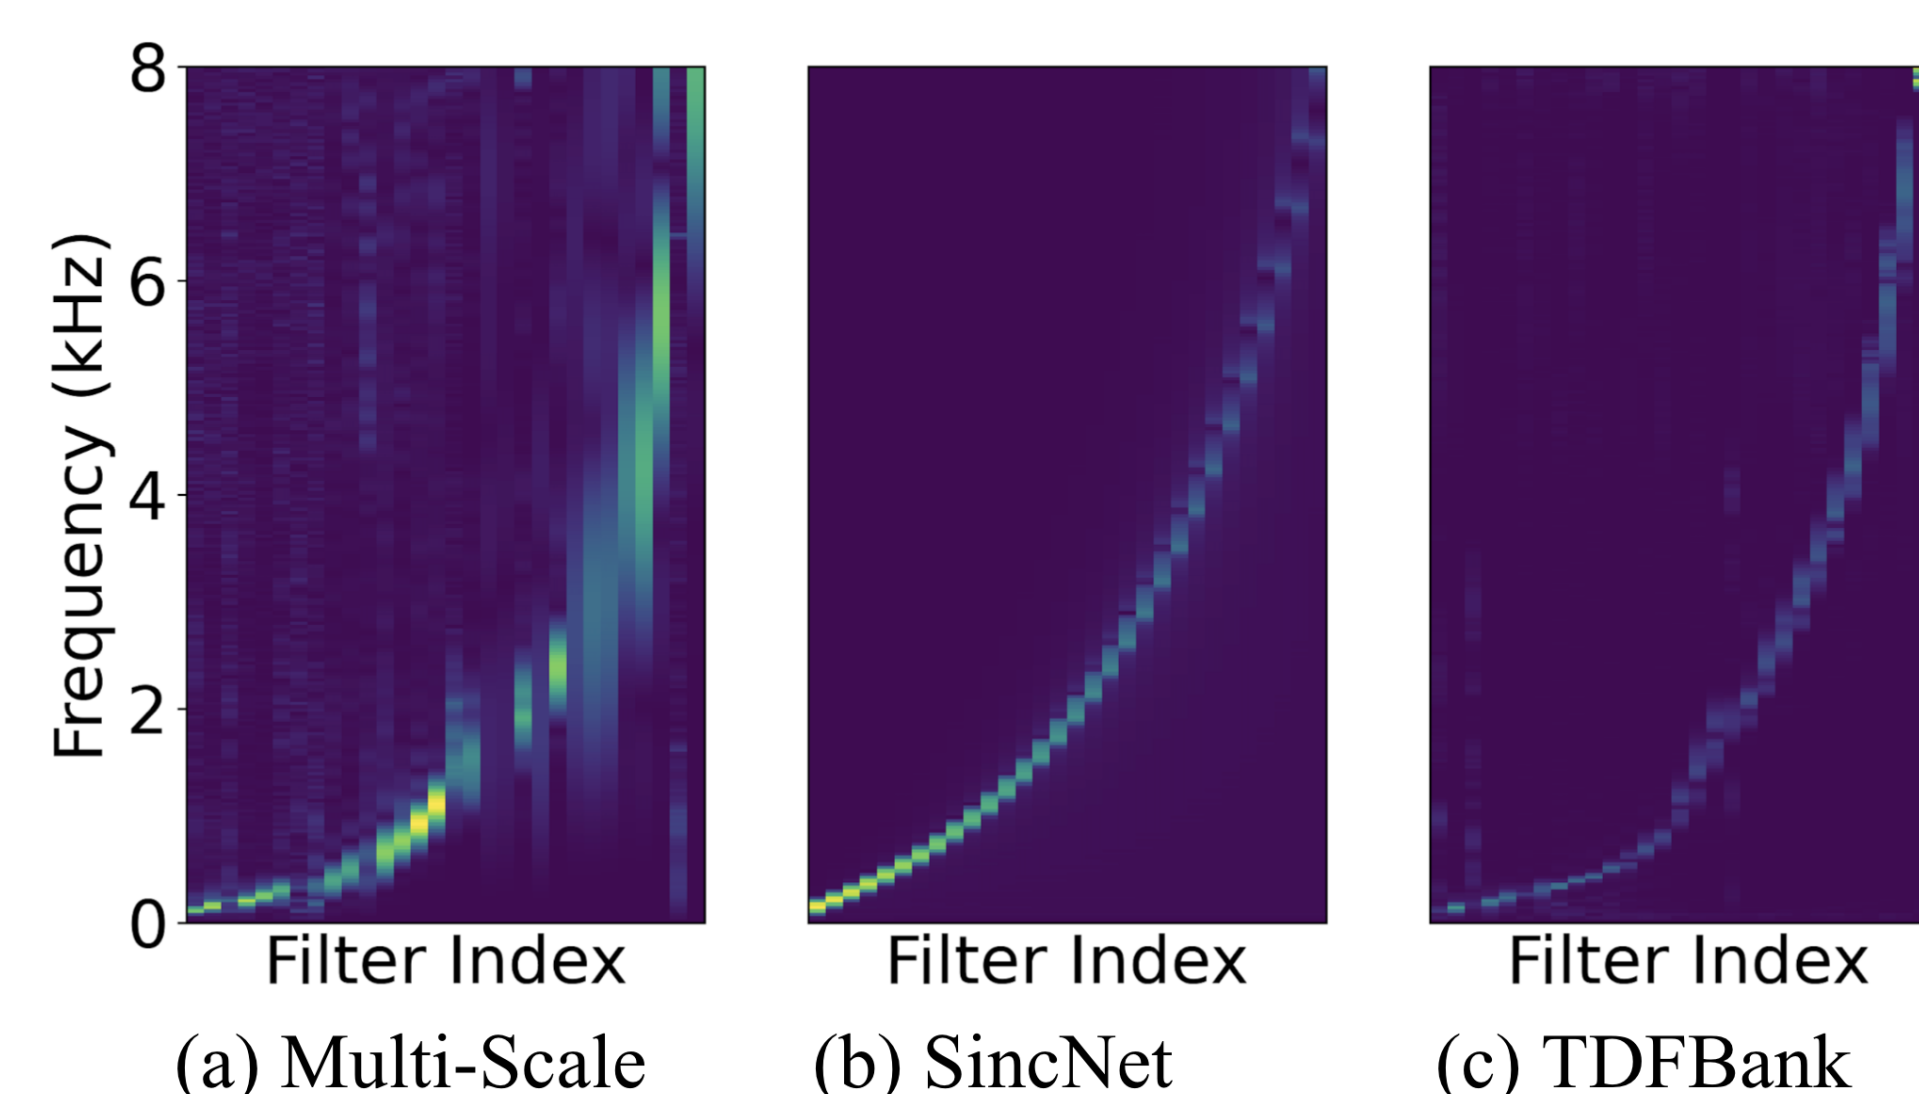 8
6
4
2
0
Frequency (kHz)
Filter Index
Filter Index
Filter Index
(a) Multi-Scale
(b) SincNet
(c) TDFBank